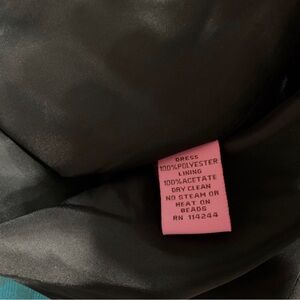 DRESS
100%POLYESTER
LINING
100%ACETATE
DRY CLEAN
NO STEAM OR
HEAT ON
BEADS
RN 114244